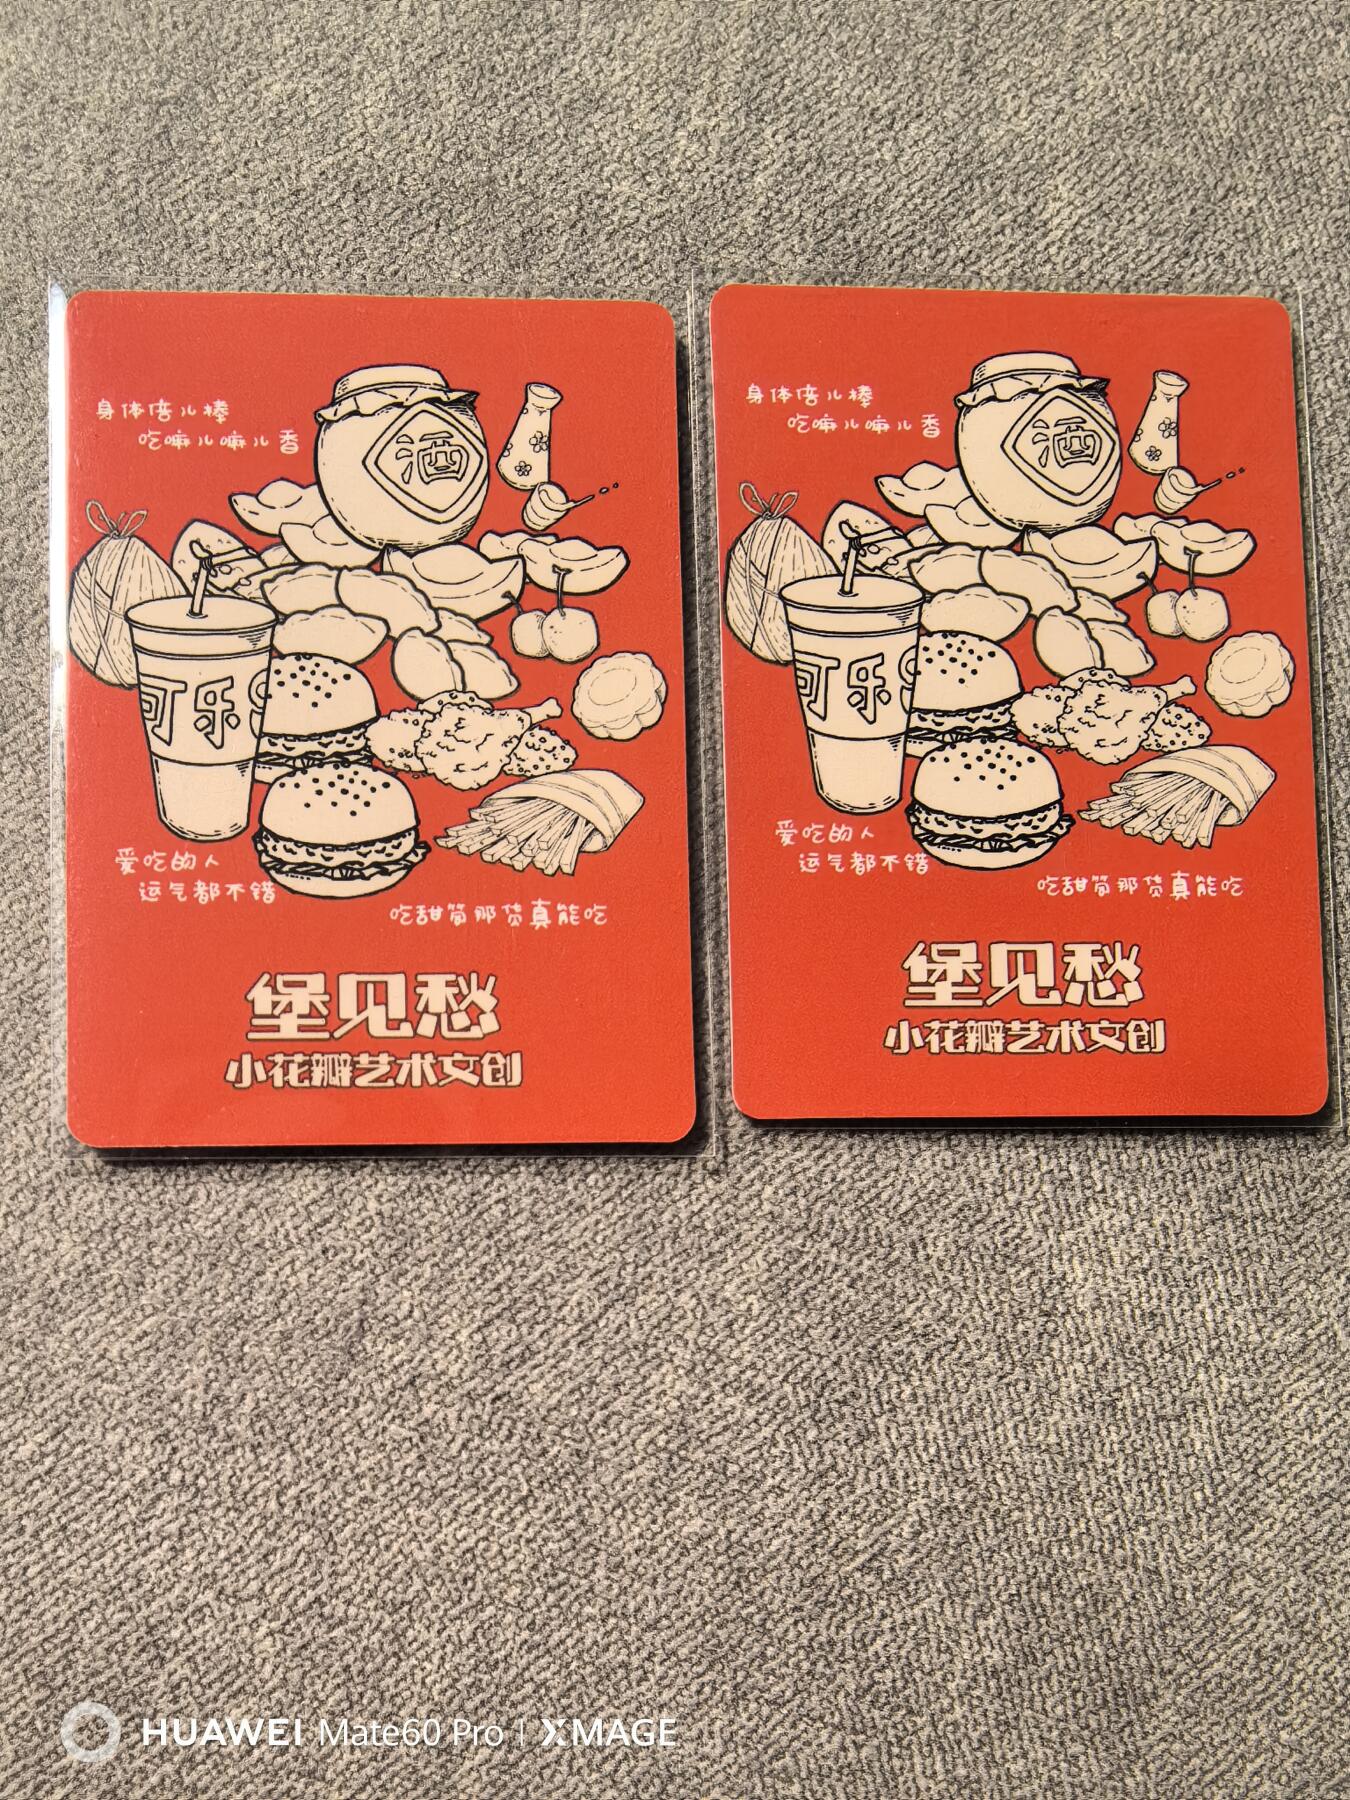 身体倍儿棒
吃嘛儿嘛儿香
酒
可乐
爱吃的人
运气都不错
吃甜筒那货真能吃
堡见愁
小花瓣艺术文创
身体倍儿棒
吃嘛儿嘛儿香
酒
可乐
爱吃的人
运气都不错
吃甜筒那货真能吃
堡见愁
小花瓣艺术文创
HUAWEI Mate60 Pro | XMAGE